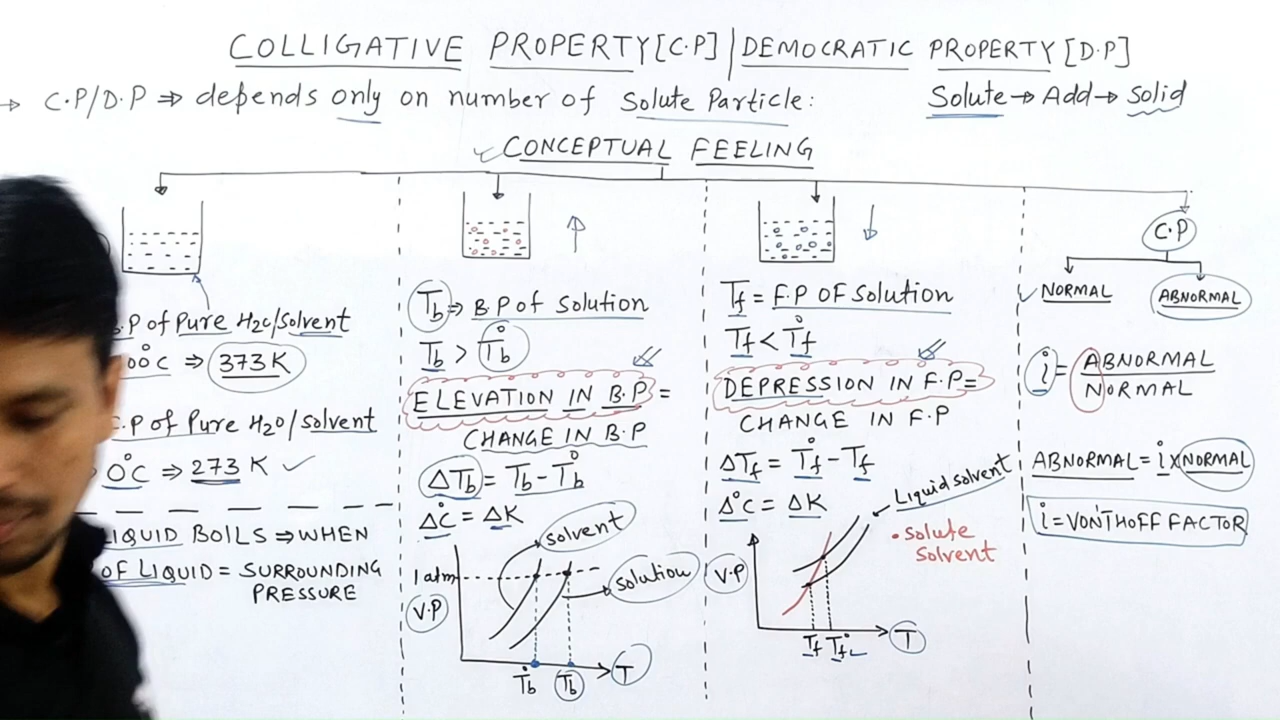 COLLIGATIVE PROPERTY[C.P] | DEMOCRATIC PROPERTY[D.P]
→ C.P/D.P ⇒ depends only on number of Solute Particle:
Solute → Add → Solid
CONCEPTUAL FEELING
B.P of Pure H2O/Solvent
00°C ⇒ 373K
F.P of Pure H2O/Solvent
0°C ⇒ 273K
LIQUID BOILS ⇒ WHEN
OF LIQUID = SURROUNDING
PRESSURE
Tb ⇒ B.P of Solution
Tb > T°b
ELEVATION IN B.P =
CHANGE IN B.P
ΔTb = Tb - T°b
Δ°C = ΔK
solvent
1 atm
solution
V.P
T°b Tb T
Tf = F.P OF Solution
Tf < T°f
DEPRESSION IN F.P =
CHANGE IN F.P
ΔTf = T°f - Tf
Δ°C = ΔK
Liquid solvent
• Solute
Solvent
V.P
Tf T°f T
C.P
NORMAL ABNORMAL
i = ABNORMAL
NORMAL
ABNORMAL = i × NORMAL
i = VON'THOFF FACTOR